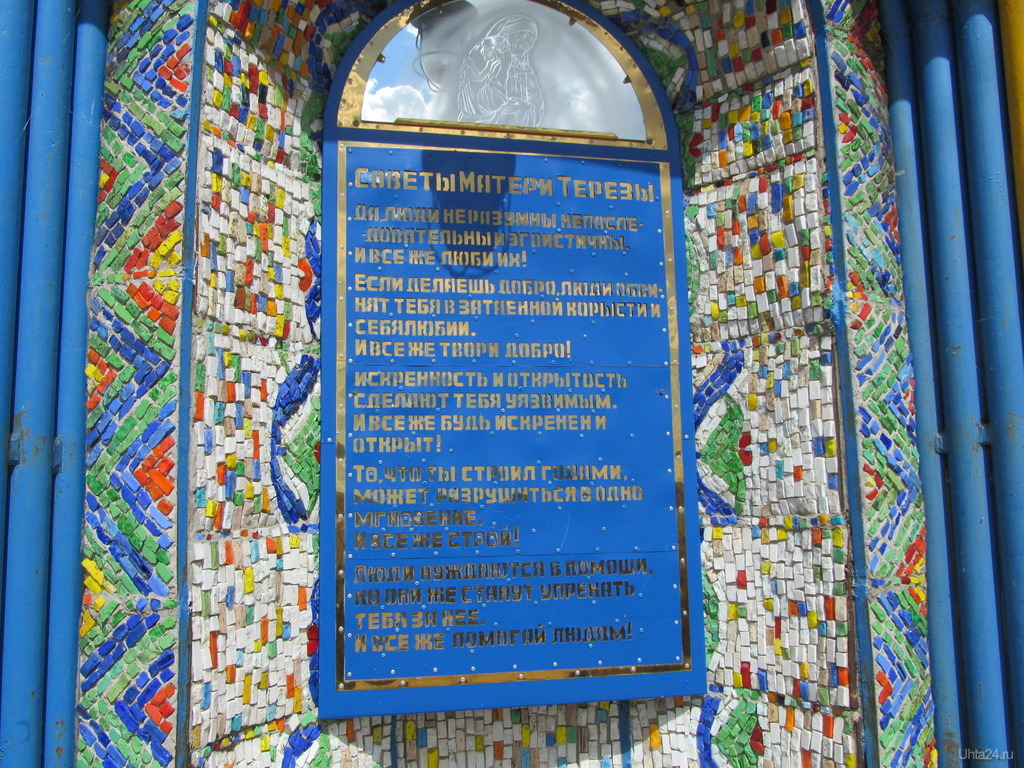 Советы Матери Терезы.
Да, люди неразумны, непосле-
-довательны и эгоистичны.
И все же люби их!
Если делаешь добро, люди обви-
нят тебя в затаенной корысти и
себялюбии.
И все же твори добро!
Искренность и открытость
сделают тебя уязвимым.
И все же будь искренен и
открыт!
То, что ты строил годами,
может разрушиться в одно
мгновение.
И все же строй!
Люди нуждаются в помощи,
но они же станут упрекать
тебя за нее.
И все же помогай людям!
Uhta24.ru